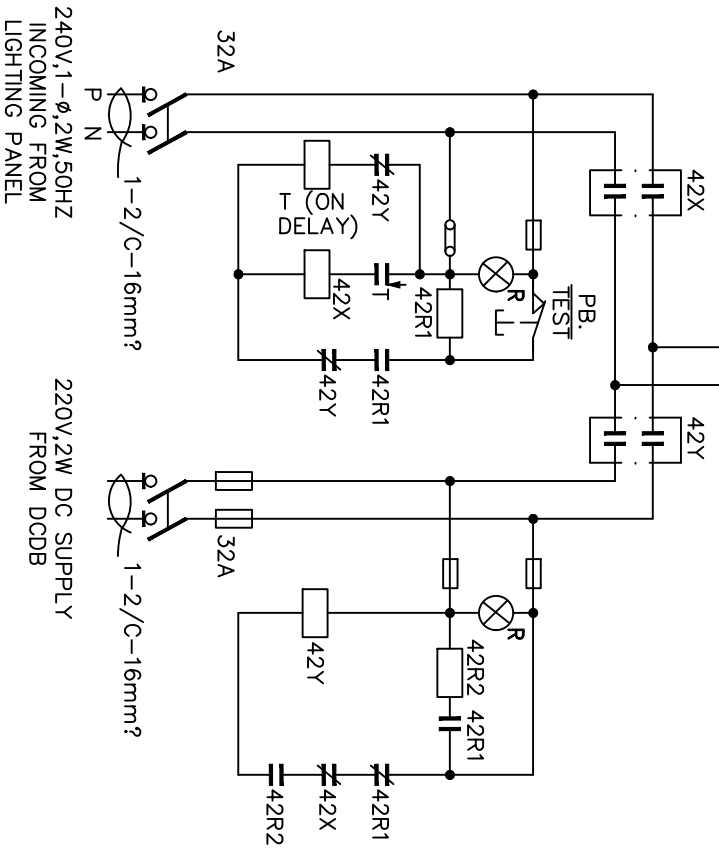 240V,1-ø,2W,50HZ
INCOMING FROM
LIGHTING PANEL
P
N
32A
1-2/C-16mm?
T (ON
DELAY)
42Y
42X
T
42R1
R
PB.
TEST
42R1
42Y
42X
42Y
220V,2W DC SUPPLY
FROM DCDB
1-2/C-16mm?
32A
42Y
R
42R2
42R1
42R1
42X
42R2